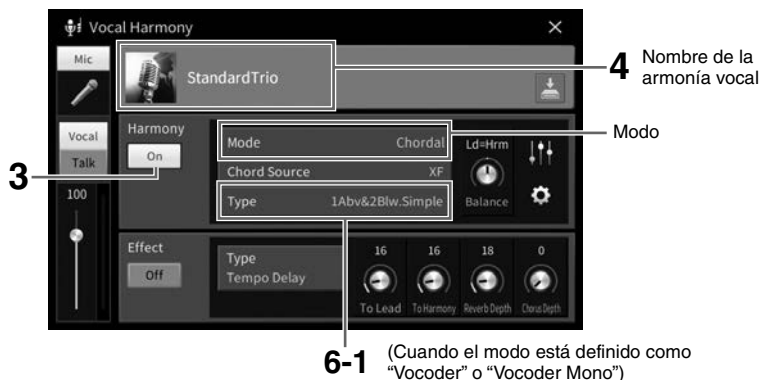 Vocal Harmony
Mic
StandardTrio
4
Nombre de la
armonía vocal
Vocal
Talk
100
Harmony
On
3
Mode Chordal
Modo
Chord Source XF
Type 1Abv&2Blw.Simple
Ld=Hrm
Balance
Effect
Off
Type
Tempo Delay
16 16 18 0
To Lead To Harmony Reverb Depth Chorus Depth
6-1
(Cuando el modo está definido como
“Vocoder” o “Vocoder Mono”)